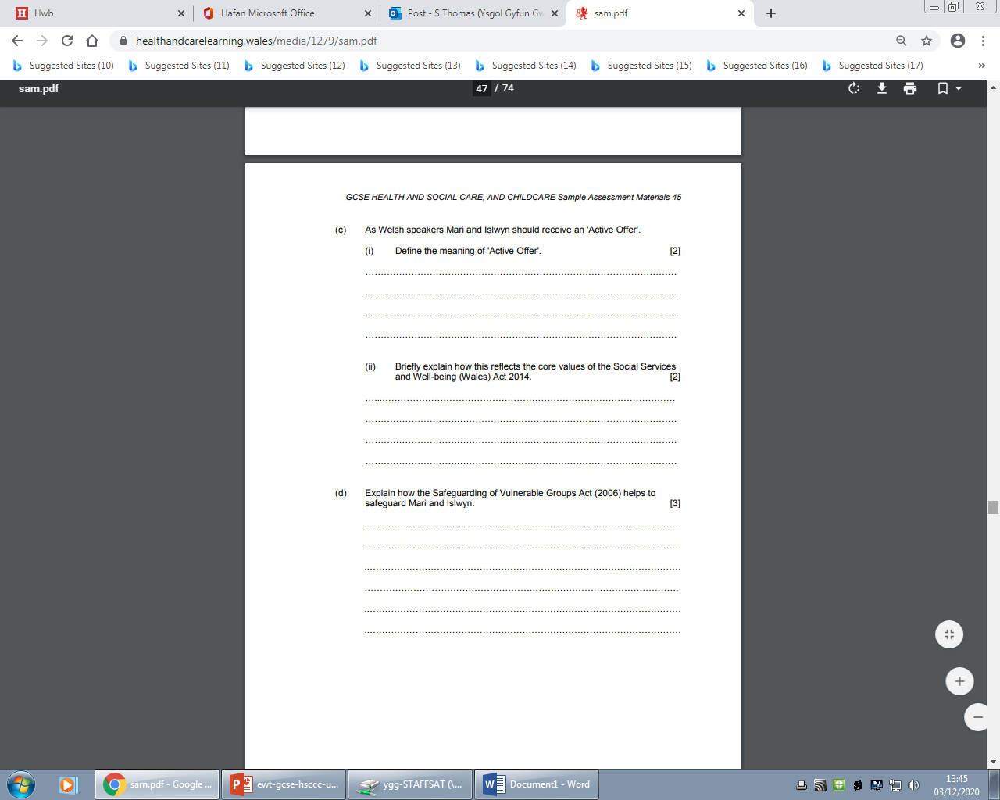 Hwb
Hafan Microsoft Office
Post - S Thomas (Ysgol Gyfun Gw
sam.pdf
healthandcarelearning.wales/media/1279/sam.pdf
Suggested Sites (10)
Suggested Sites (11)
Suggested Sites (12)
Suggested Sites (13)
Suggested Sites (14)
Suggested Sites (15)
Suggested Sites (16)
Suggested Sites (17)
»
sam.pdf
47 / 74
GCSE HEALTH AND SOCIAL CARE, AND CHILDCARE Sample Assessment Materials 45
(c) As Welsh speakers Mari and Islwyn should receive an 'Active Offer'.
(i) Define the meaning of 'Active Offer'. [2]
(ii) Briefly explain how this reflects the core values of the Social Services
and Well-being (Wales) Act 2014. [2]
(d) Explain how the Safeguarding of Vulnerable Groups Act (2006) helps to
safeguard Mari and Islwyn. [3]
sam.pdf - Google ...
ewt-gcse-hsccc-u...
ygg-STAFFSAT (\\...
Document1 - Word
13:45
03/12/2020